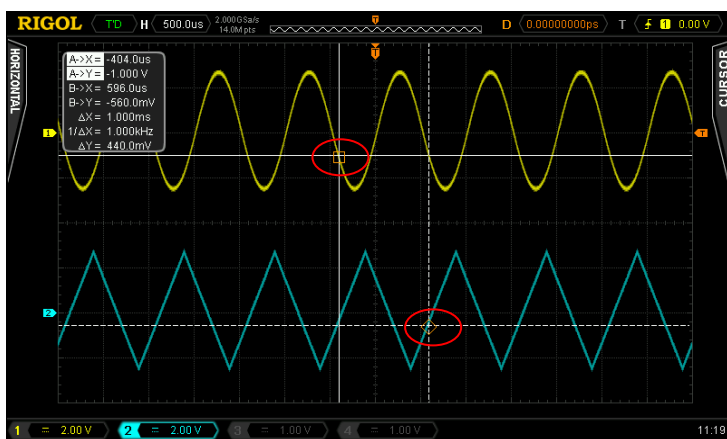 RIGOL T'D H 500.0us 2.000GSa/s 14.0Mpts T D 0.00000000ps T 1 0.00 V
HORIZONTAL
CURSOR
T
A->X= -404.0us
A->Y= -1.000 V
B->X= 596.0us
B->Y= -560.0mV
ΔX= 1.000ms
1/ΔX= 1.000kHz
ΔY= 440.0mV
1
T
2
1 = 2.00 V 2 = 2.00 V 3 = 1.00 V 4 = 1.00 V 11:19